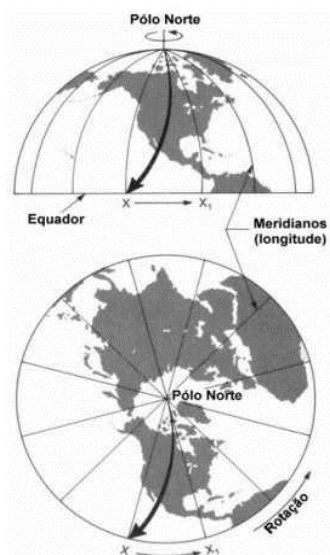 Pólo Norte
Equador
X
X₁
Meridianos
(longitude)
Pólo Norte
Rotação
X
X₁